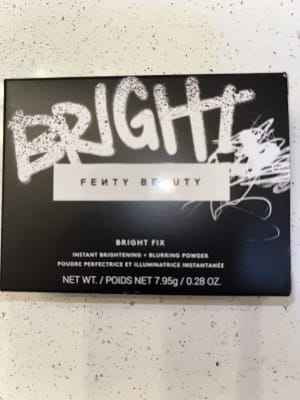 BRIGHT
FEИTY BEAUTY
BRIGHT FIX
INSTANT BRIGHTENING + BLURRING POWDER
POUDRE PERFECTRICE ET ILLUMINATRICE INSTANTANÉE
NET WT. / POIDS NET 7.95g / 0.28 OZ.